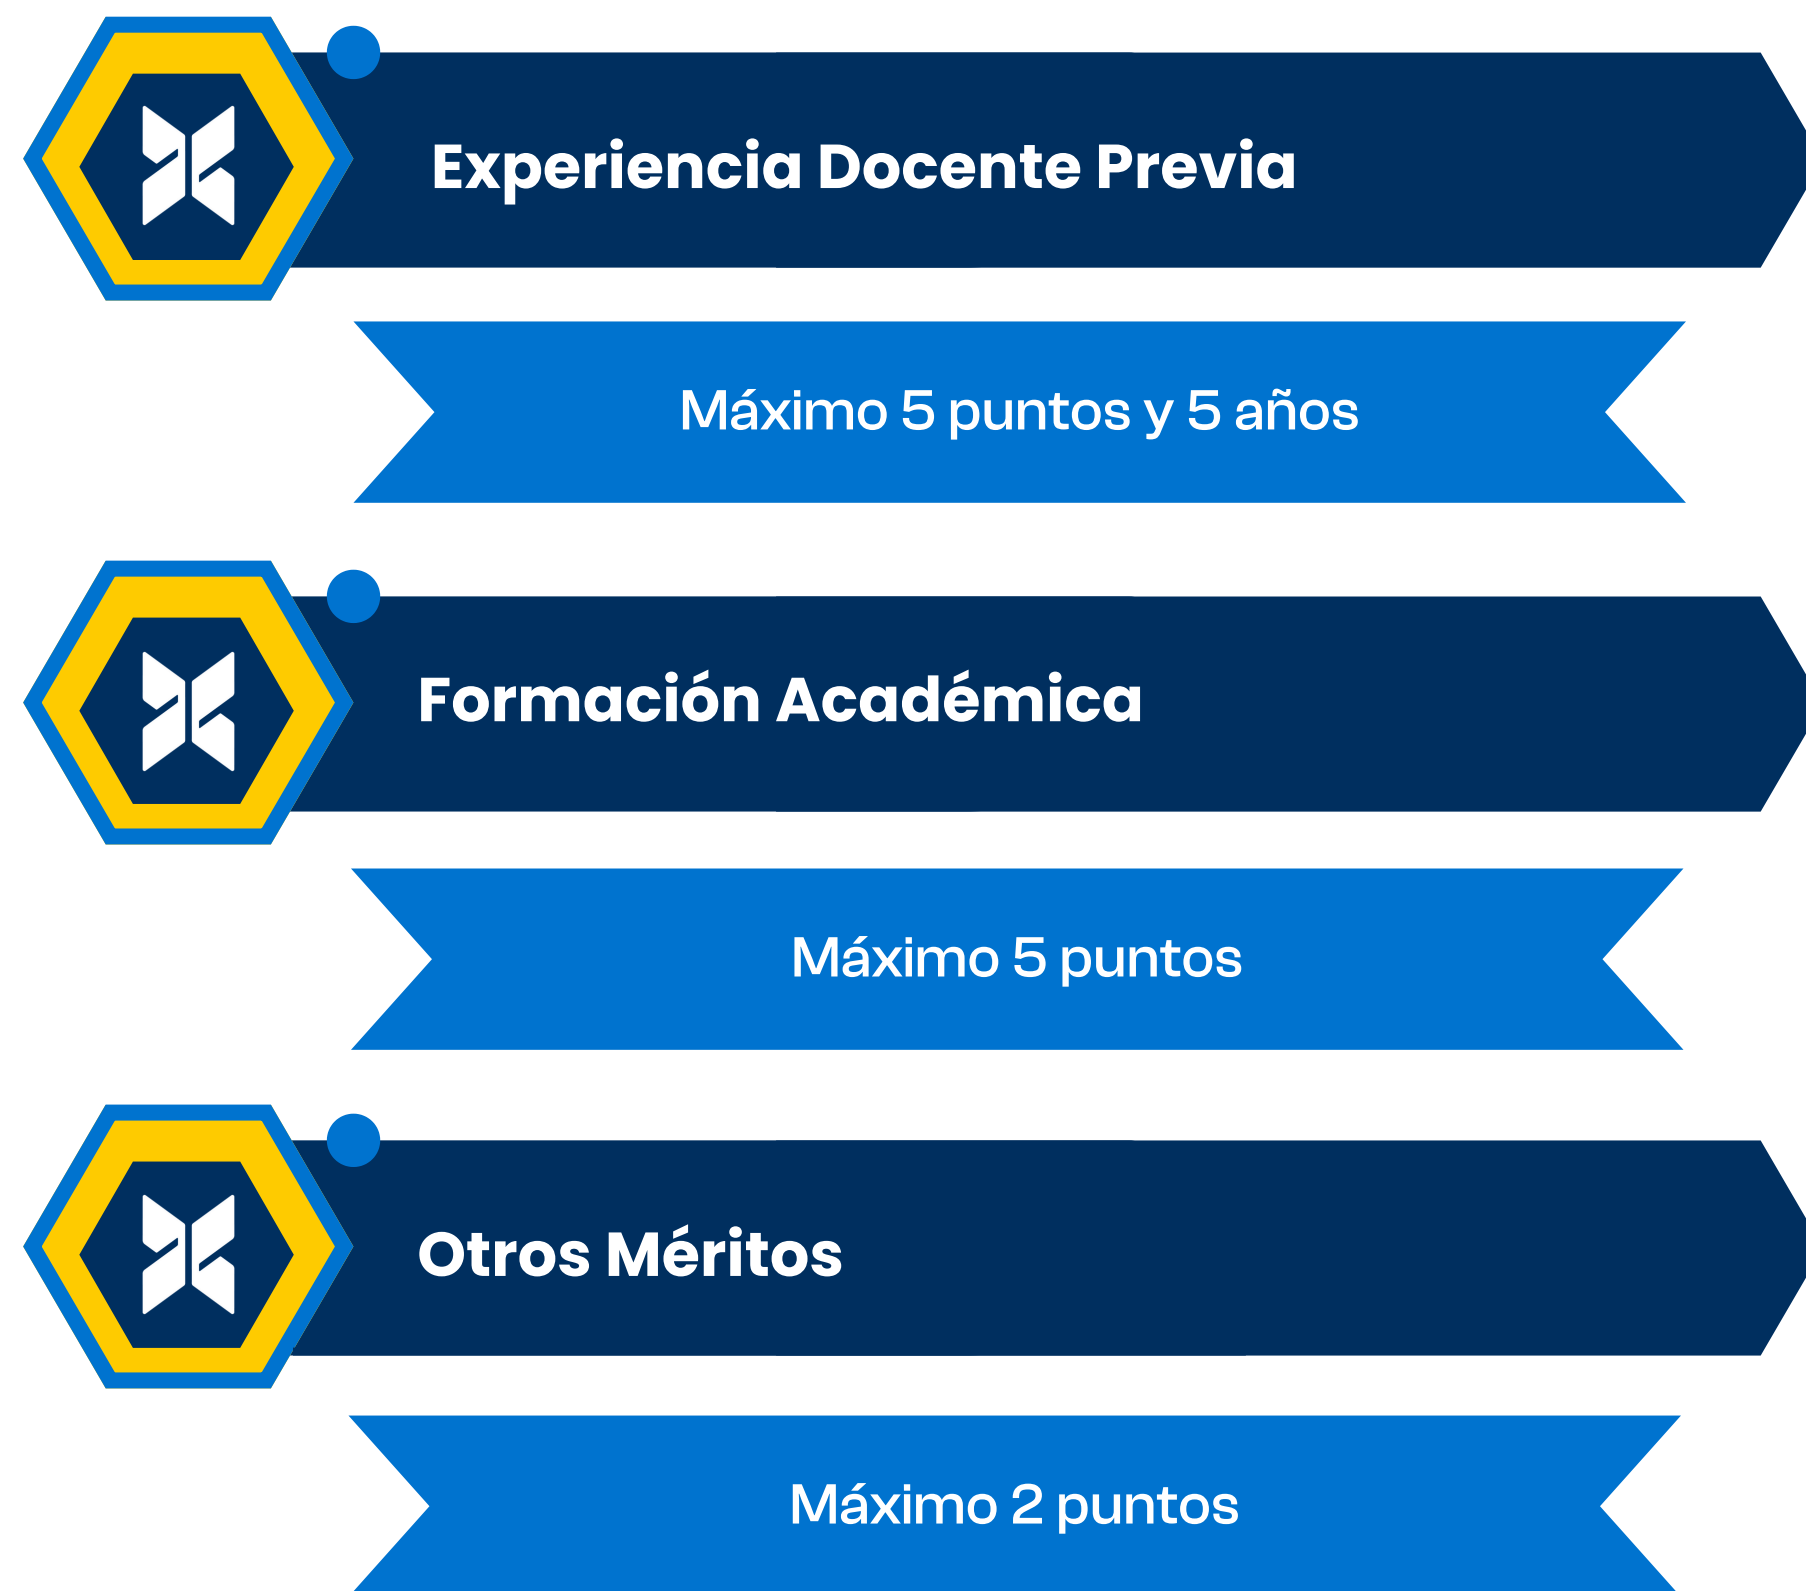 Experiencia Docente Previa
Máximo 5 puntos y 5 años
Formación Académica
Máximo 5 puntos
Otros Méritos
Máximo 2 puntos